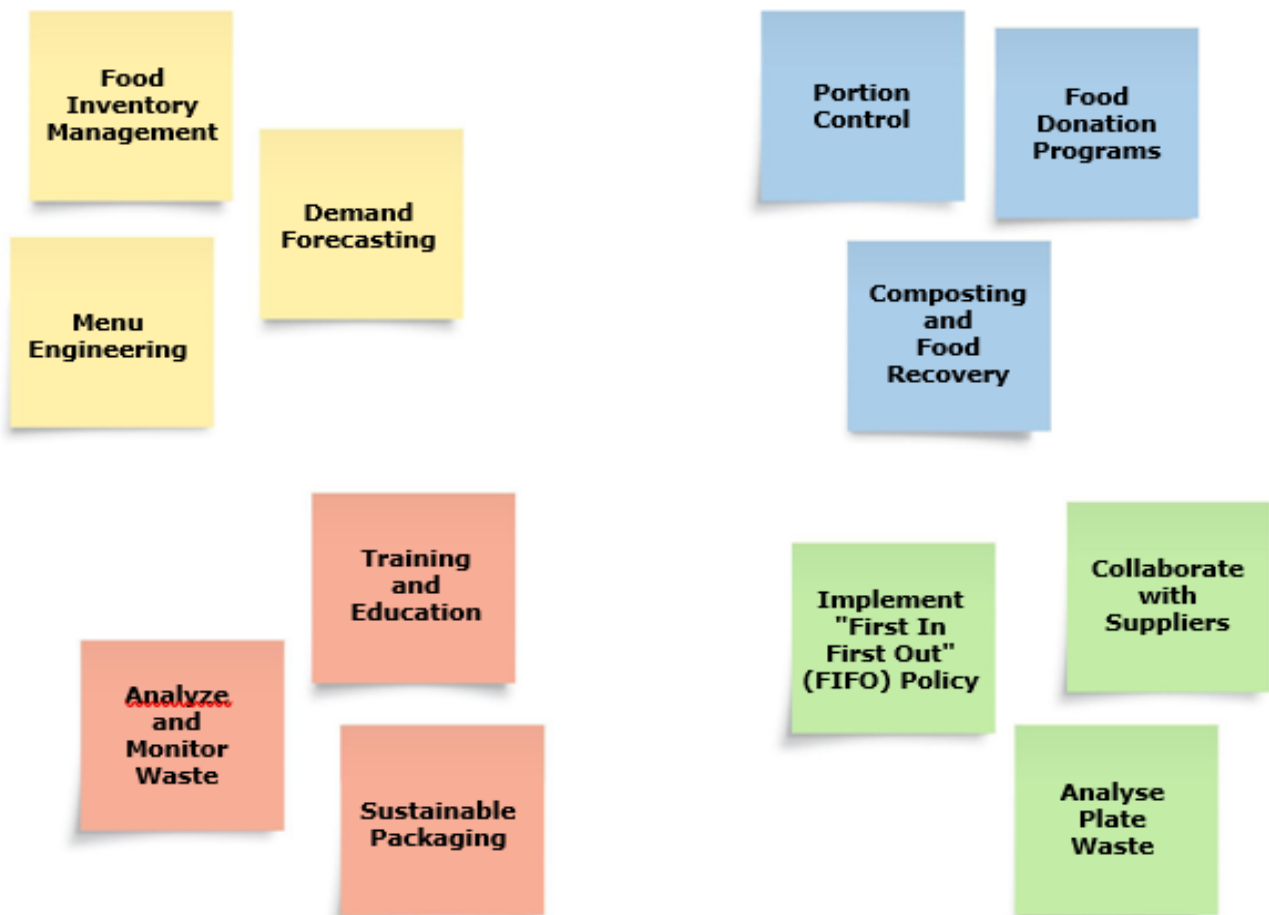 Food
Inventory
Management
Demand
Forecasting
Menu
Engineering
Portion
Control
Food
Donation
Programs
Composting
and
Food
Recovery
Training
and
Education
Analyze
and
Monitor
Waste
Sustainable
Packaging
Implement
"First In
First Out"
(FIFO) Policy
Collaborate
with
Suppliers
Analyse
Plate
Waste